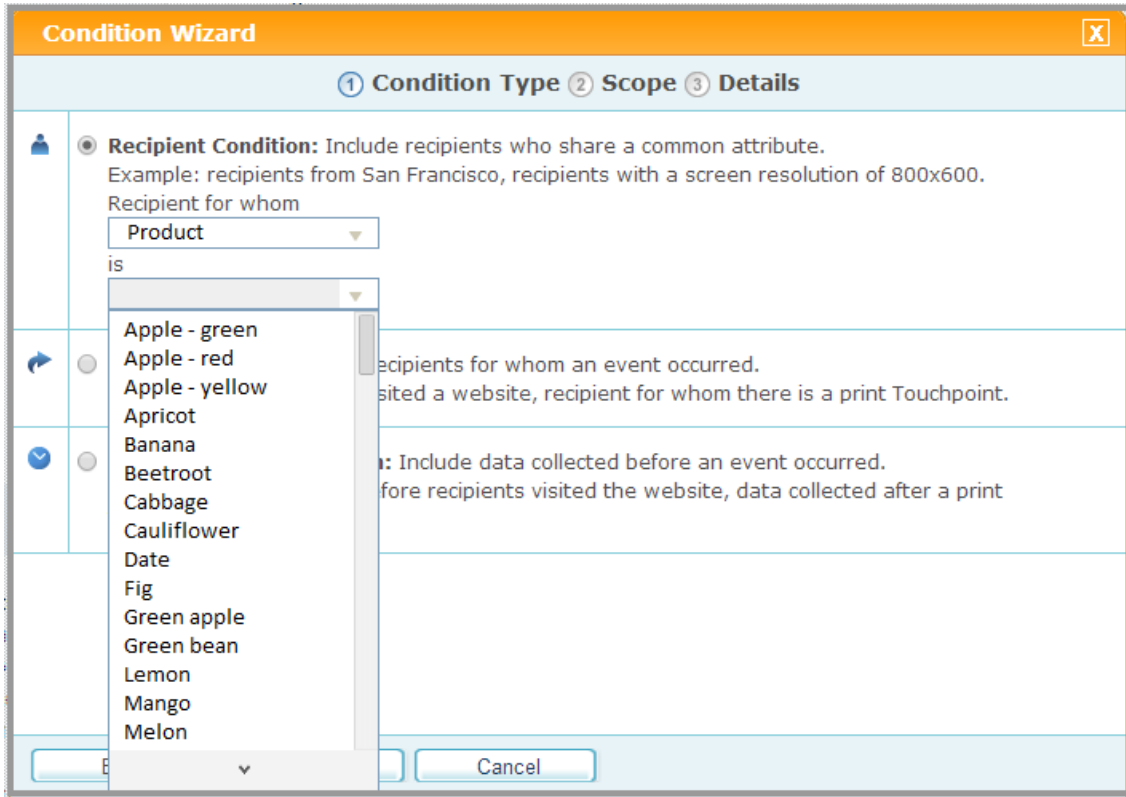 Condition Wizard X
1 Condition Type 2 Scope 3 Details
Recipient Condition: Include recipients who share a common attribute.
Example: recipients from San Francisco, recipients with a screen resolution of 800x600.
Recipient for whom
Product
is
Apple - green
Apple - red
Apple - yellow
Apricot
Banana
Beetroot
Cabbage
Cauliflower
Date
Fig
Green apple
Green bean
Lemon
Mango
Melon
ecipients for whom an event occurred.
sited a website, recipient for whom there is a print Touchpoint.
: Include data collected before an event occurred.
fore recipients visited the website, data collected after a print
Cancel